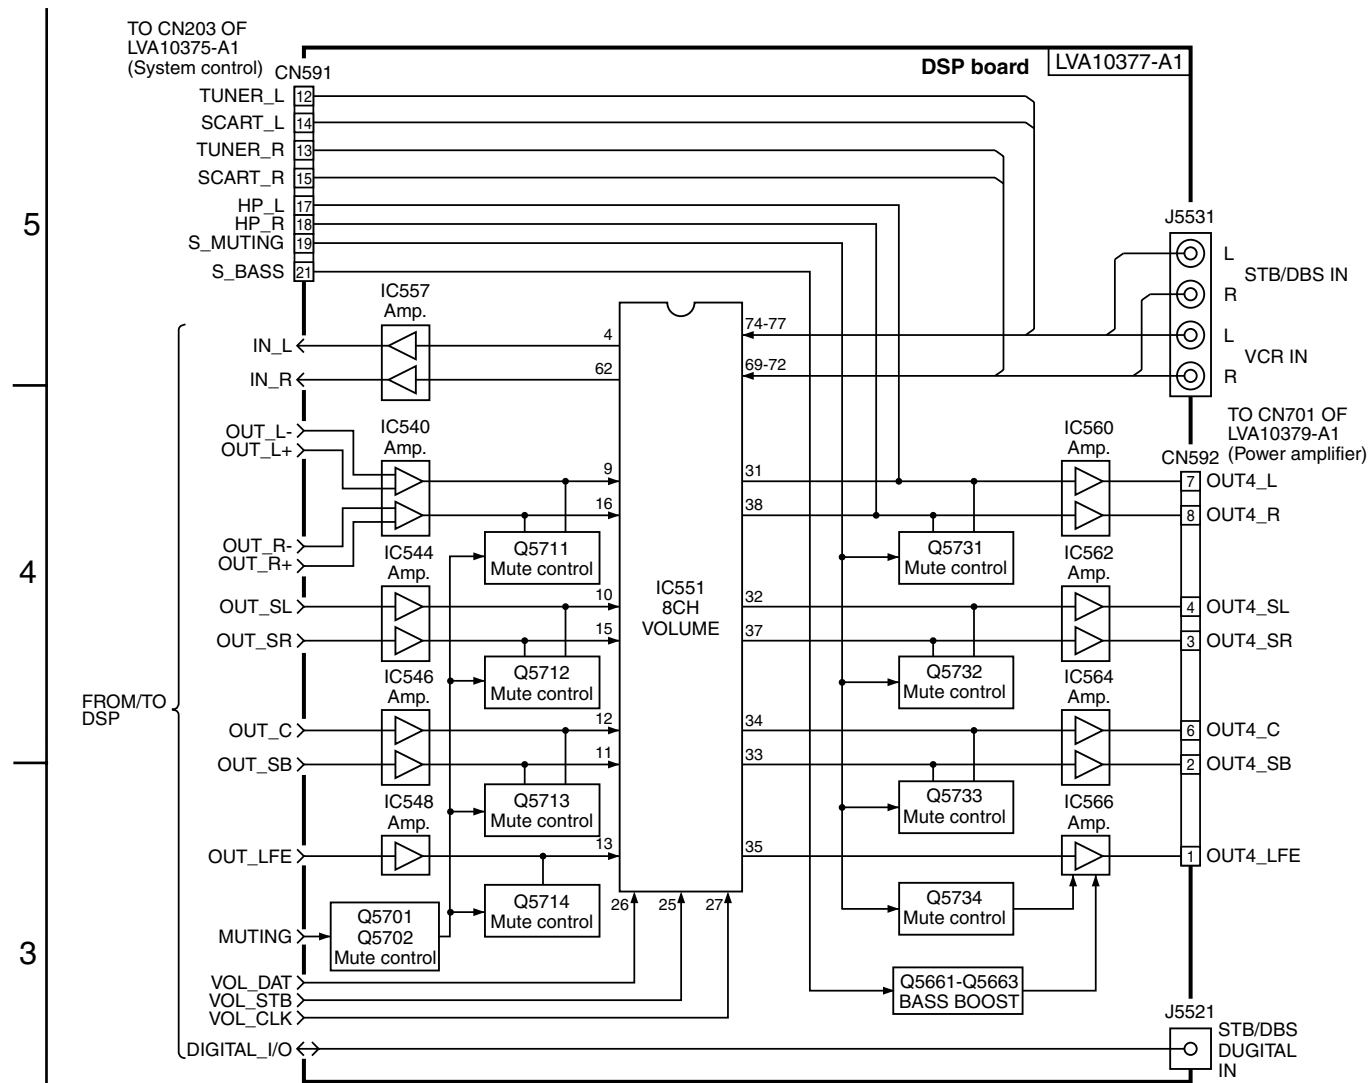 TO CN203 OF
LVA10375-A1
(System control)
CN591
DSP board
LVA10377-A1
TUNER_L 12
SCART_L 14
TUNER_R 13
SCART_R 15
HP_L 17
HP_R 18
S_MUTING 19
S_BASS 21
5
J5531
L
STB/DBS IN
R
L
VCR IN
R
IC557
Amp.
IN_L
4
74-77
IN_R
62
69-72
TO CN701 OF
LVA10379-A1
(Power amplifier)
CN592
OUT_L-
OUT_L+
IC540
Amp.
9
16
OUT_R-
OUT_R+
Q5711
Mute control
31
38
IC560
Amp.
7 OUT4_L
8 OUT4_R
Q5731
Mute control
4
IC551
8CH
VOLUME
IC544
Amp.
OUT_SL
10
OUT_SR
15
Q5712
Mute control
32
37
IC562
Amp.
4 OUT4_SL
3 OUT4_SR
Q5732
Mute control
FROM/TO
DSP
IC546
Amp.
OUT_C
12
OUT_SB
11
Q5713
Mute control
34
33
IC564
Amp.
6 OUT4_C
2 OUT4_SB
Q5733
Mute control
IC548
Amp.
OUT_LFE
13
Q5714
Mute control
35
IC566
Amp.
1 OUT4_LFE
Q5734
Mute control
26
25
27
3
MUTING
Q5701
Q5702
Mute control
VOL_DAT
VOL_STB
VOL_CLK
Q5661-Q5663
BASS BOOST
DIGITAL_I/O
J5521
STB/DBS
DUGITAL
IN